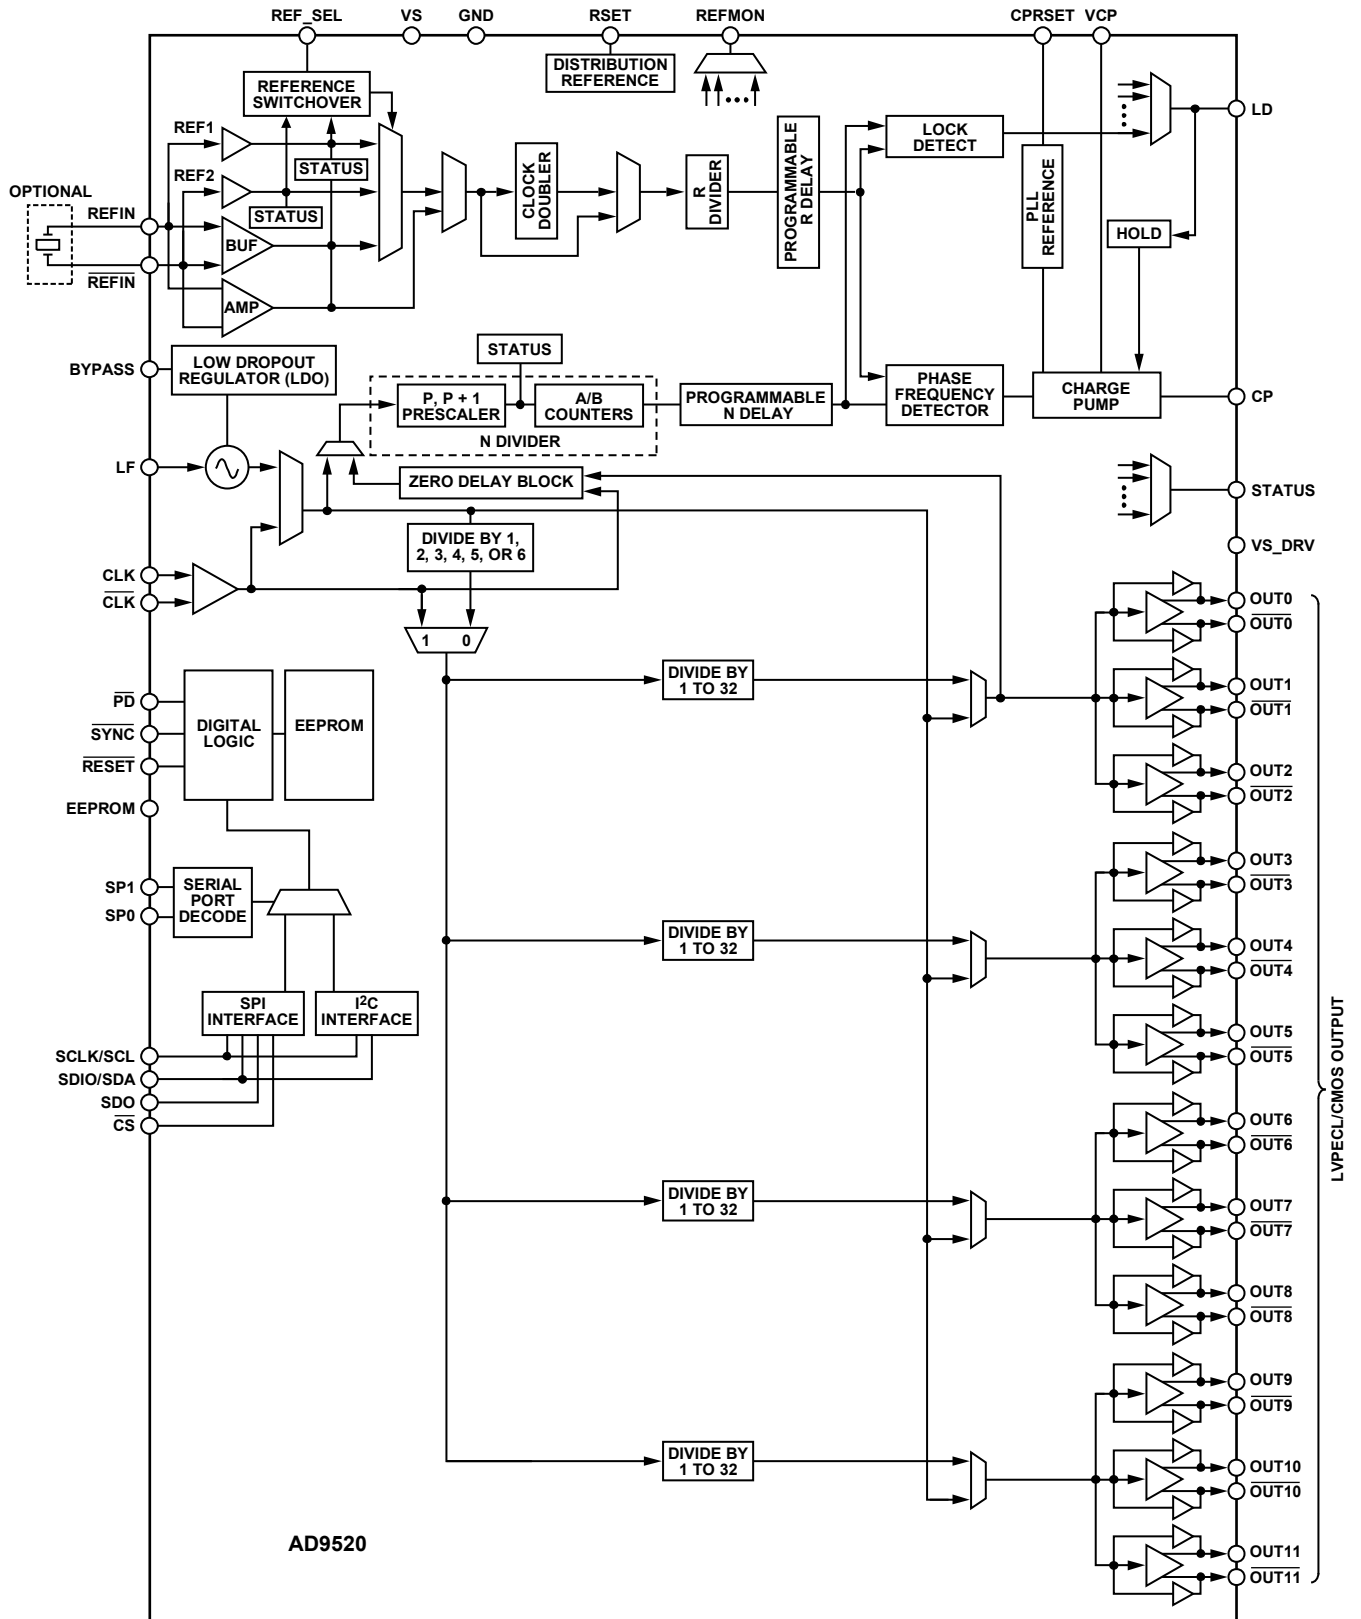 REF_SEL
VS
GND
RSET
REFMON
CPRSET
VCP
DISTRIBUTION
REFERENCE
REFERENCE
SWITCHOVER
REF1
REF2
STATUS
STATUS
OPTIONAL
REFIN
REFIN
BUF
AMP
CLOCK
DOUBLER
R
DIVIDER
PROGRAMMABLE
R DELAY
LOCK
DETECT
PLL
REFERENCE
HOLD
LD
BYPASS
LOW DROPOUT
REGULATOR (LDO)
STATUS
P, P + 1
PRESCALER
A/B
COUNTERS
N DIVIDER
PROGRAMMABLE
N DELAY
PHASE
FREQUENCY
DETECTOR
CHARGE
PUMP
CP
LF
ZERO DELAY BLOCK
STATUS
DIVIDE BY 1,
2, 3, 4, 5, OR 6
VS_DRV
CLK
CLK
1 0
OUT0
OUT0
DIVIDE BY
1 TO 32
OUT1
OUT1
OUT2
OUT2
PD
SYNC
RESET
EEPROM
DIGITAL
LOGIC
EEPROM
SP1
SP0
SERIAL
PORT
DECODE
OUT3
OUT3
DIVIDE BY
1 TO 32
OUT4
OUT4
OUT5
OUT5
SPI
INTERFACE
I2C
INTERFACE
SCLK/SCL
SDIO/SDA
SDO
CS
LVPECL/CMOS OUTPUT
OUT6
OUT6
DIVIDE BY
1 TO 32
OUT7
OUT7
OUT8
OUT8
OUT9
OUT9
DIVIDE BY
1 TO 32
OUT10
OUT10
OUT11
OUT11
AD9520